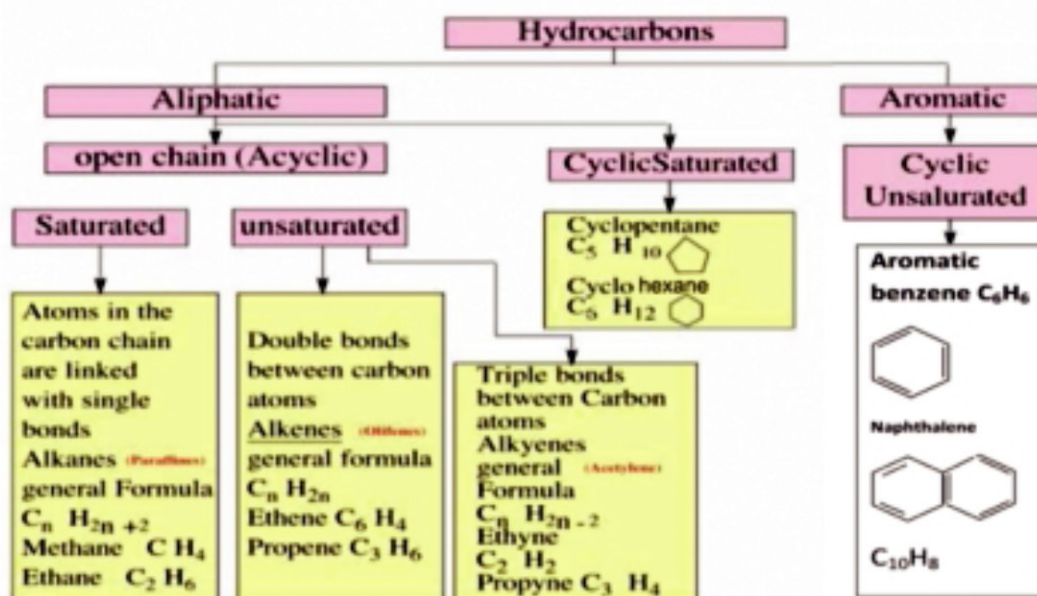 Hydrocarbons
Aliphatic
Aromatic
open chain (Acyclic)
CyclicSaturated
Cyclic
Unsalurated
Saturated
unsaturated
Cyclopentane
C₅ H ₁₀
Cyclo hexane
C₆ H₁₂
Aromatic
benzene C₆H₆
Naphthalene
C₁₀H₈
Atoms in the
carbon chain
are linked
with single
bonds
Alkanes (Paraffines)
general Formula
Cₙ H₂ₙ ₊₂
Methane C H₄
Ethane C₂ H₆
Double bonds
between carbon
atoms
Alkenes (Olifenes)
general formula
Cₙ H₂ₙ
Ethene C₆ H₄
Propene C₃ H₆
Triple bonds
between Carbon
atoms
Alkyenes
general (Acetylene)
Formula
Cₙ H₂ₙ ₋ ₂
Ethyne
C₂ H₂
Propyne C₃ H₄